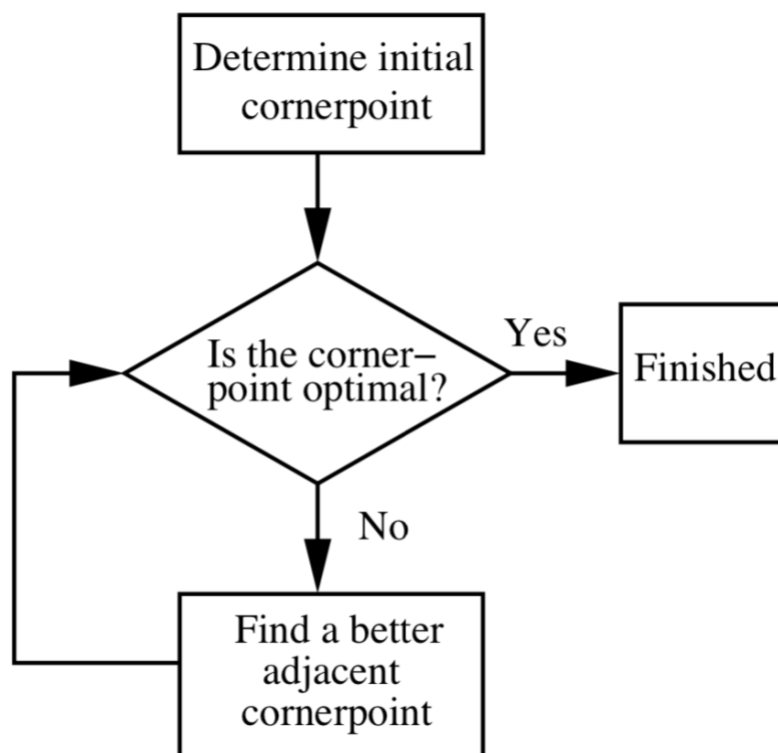 Determine initial
cornerpoint
Is the corner–
point optimal?
Yes
Finished
No
Find a better
adjacent
cornerpoint